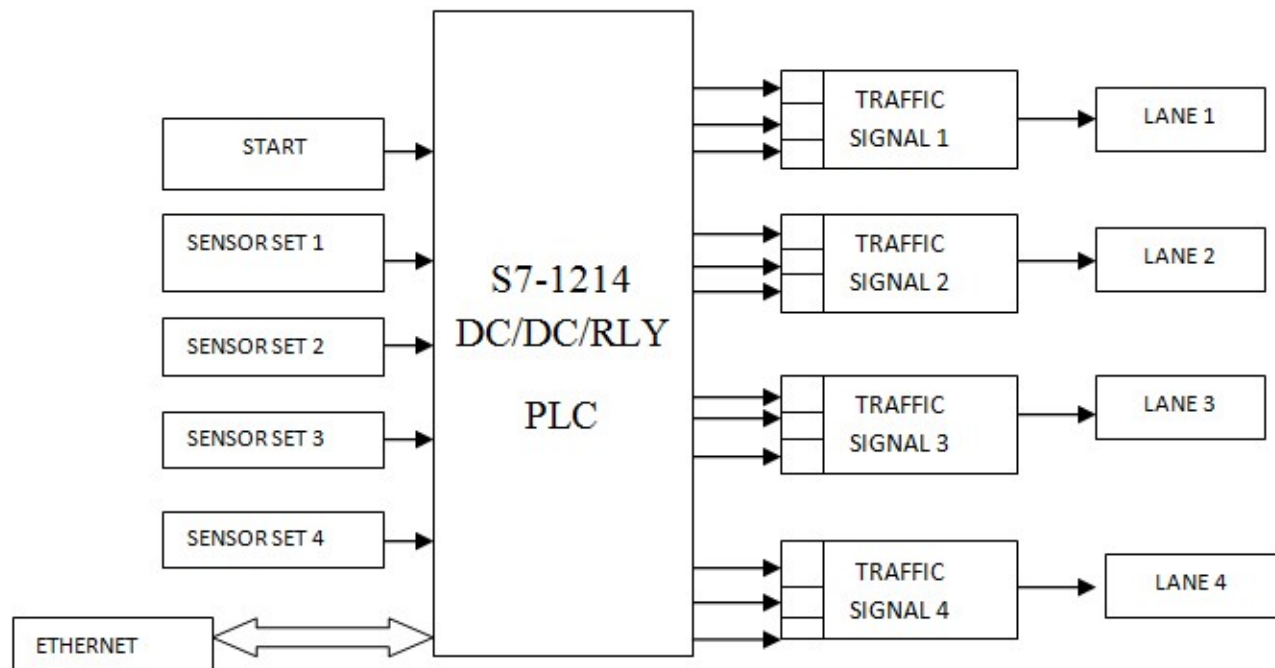 START
SENSOR SET 1
SENSOR SET 2
SENSOR SET 3
SENSOR SET 4
ETHERNET
S7-1214
DC/DC/RLY
PLC
TRAFFIC
SIGNAL 1
LANE 1
TRAFFIC
SIGNAL 2
LANE 2
TRAFFIC
SIGNAL 3
LANE 3
TRAFFIC
SIGNAL 4
LANE 4